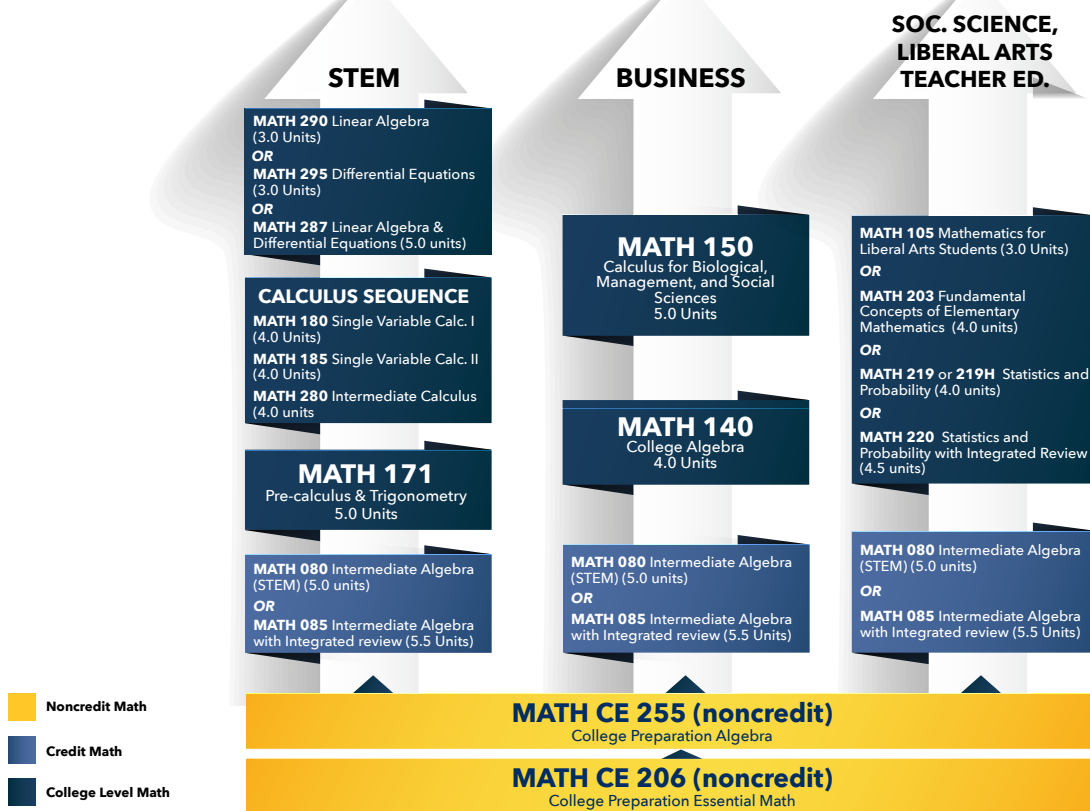 STEM
MATH 290 Linear Algebra
(3.0 Units)
OR
MATH 295 Differential Equations
(3.0 Units)
OR
MATH 287 Linear Algebra &
Differential Equations (5.0 units)
CALCULUS SEQUENCE
MATH 180 Single Variable Calc. I
(4.0 Units)
MATH 185 Single Variable Calc. II
(4.0 Units)
MATH 280 Intermediate Calculus
(4.0 units
MATH 171
Pre-calculus & Trigonometry
5.0 Units
MATH 080 Intermediate Algebra
(STEM) (5.0 units)
OR
MATH 085 Intermediate Algebra
with Integrated review (5.5 Units)
BUSINESS
MATH 150
Calculus for Biological,
Management, and Social
Sciences
5.0 Units
MATH 140
College Algebra
4.0 Units
MATH 080 Intermediate Algebra
(STEM) (5.0 units)
OR
MATH 085 Intermediate Algebra
with Integrated review (5.5 Units)
SOC. SCIENCE,
LIBERAL ARTS
TEACHER ED.
MATH 105 Mathematics for
Liberal Arts Students (3.0 Units)
OR
MATH 203 Fundamental
Concepts of Elementary
Mathematics (4.0 units)
OR
MATH 219 or 219H Statistics and
Probability (4.0 units)
OR
MATH 220 Statistics and
Probability with Integrated Review
(4.5 units)
MATH 080 Intermediate Algebra
(STEM) (5.0 units)
OR
MATH 085 Intermediate Algebra
with Integrated review (5.5 Units)
Noncredit Math
Credit Math
College Level Math
MATH CE 255 (noncredit)
College Preparation Algebra
MATH CE 206 (noncredit)
College Preparation Essential Math